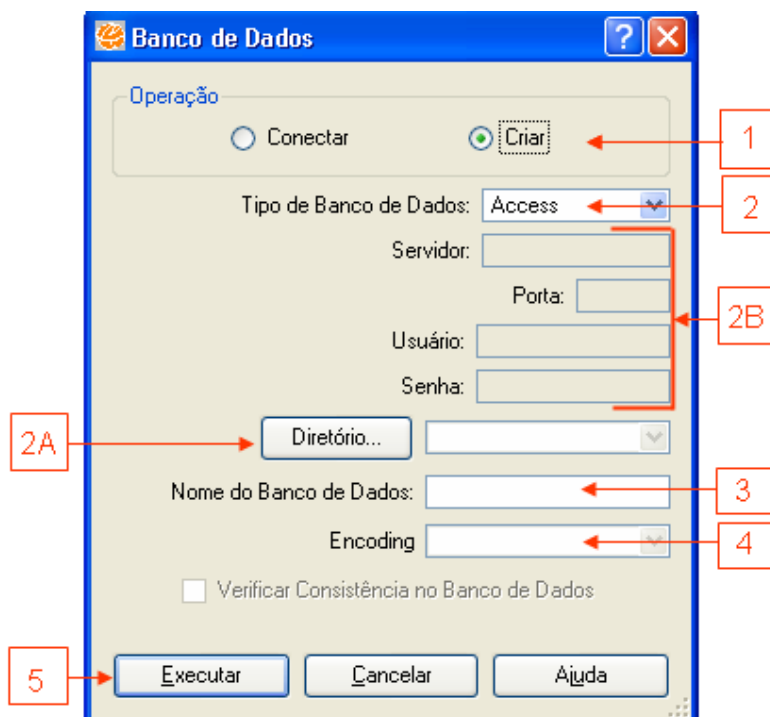 Banco de Dados ?
Operação
Conectar Criar 1
Tipo de Banco de Dados: Access 2
Servidor:
Porta:
2B
Usuário:
Senha:
2A Diretório...
Nome do Banco de Dados: 3
Encoding 4
Verificar Consistência no Banco de Dados
5 Executar Cancelar Ajuda